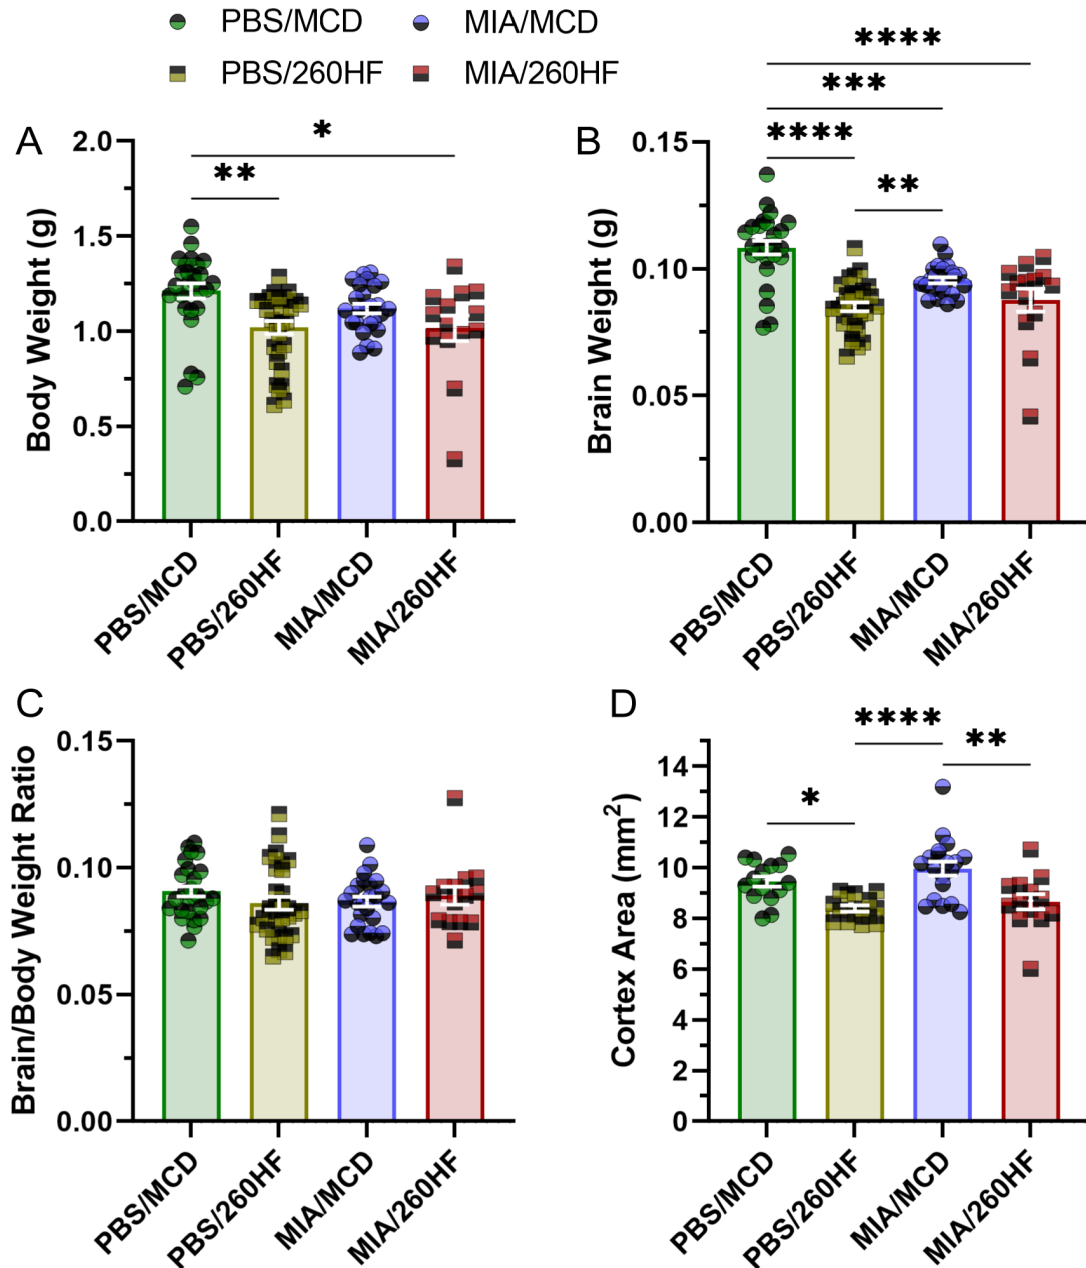 PBS/MCD MIA/MCD
PBS/260HF MIA/260HF
A
Body Weight (g)
2.0
1.5
1.0
0.5
0.0
*
**
PBS/MCD
PBS/260HF
MIA/MCD
MIA/260HF
B
Brain Weight (g)
0.15
0.10
0.05
0.00
****
***
****
**
PBS/MCD
PBS/260HF
MIA/MCD
MIA/260HF
C
Brain/Body Weight Ratio
0.15
0.10
0.05
0.00
PBS/MCD
PBS/260HF
MIA/MCD
MIA/260HF
D
Cortex Area (mm²)
14
12
10
8
6
4
2
0
****
**
*
PBS/MCD
PBS/260HF
MIA/MCD
MIA/260HF